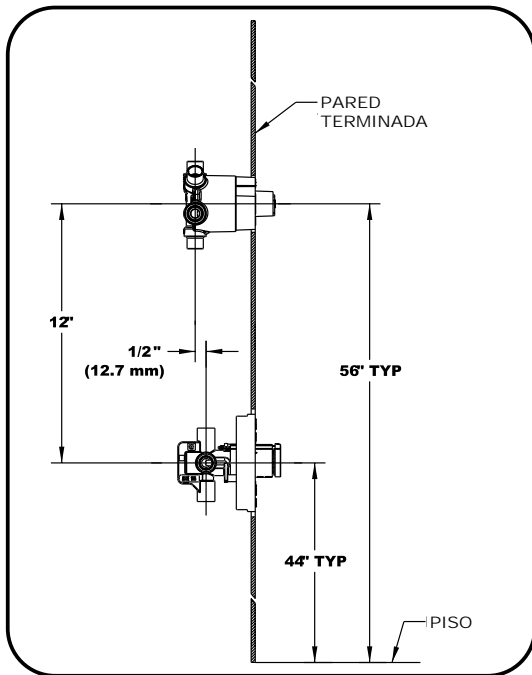 PARED
TERMINADA
12"
1/2"
(12.7 mm)
56" TYP
44" TYP
PISO